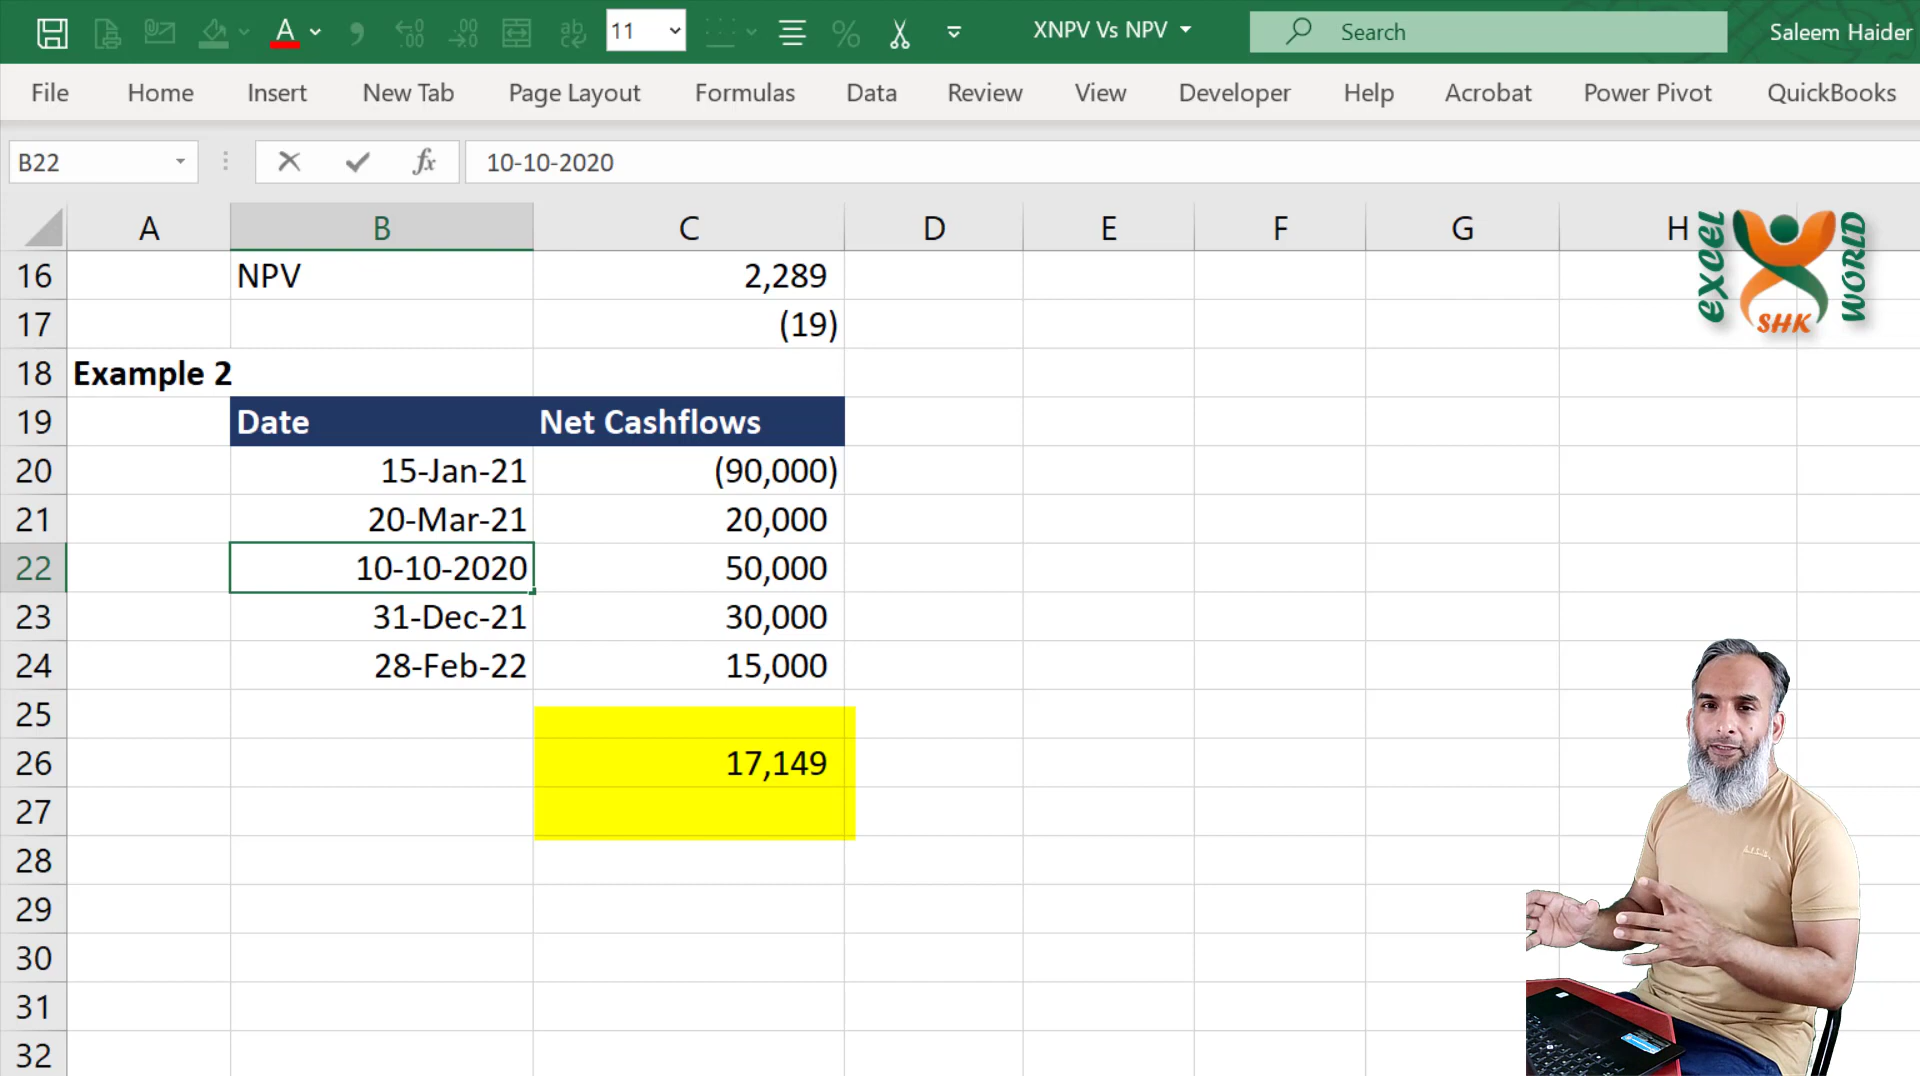 11 XNPV Vs NPV Search Saleem Haider
File Home Insert New Tab Page Layout Formulas Data Review View Developer Help Acrobat Power Pivot QuickBooks
B22 fx 10-10-2020
A B C D E F G H
16 NPV 2,289
17 (19)
18 Example 2
19 Date Net Cashflows
20 15-Jan-21 (90,000)
21 20-Mar-21 20,000
22 10-10-2020 50,000
23 31-Dec-21 30,000
24 28-Feb-22 15,000
25
26 17,149
27
28
29
30
31
32
eXcel
WORLD
SHK